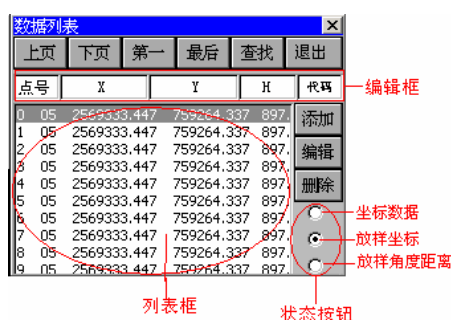 数据列表
上页 下页 第一 最后 查找 退出
点号 X Y H 代码 编辑框
0 05 2569333.447 759264.337 897. 添加
1 05 2569333.447 759264.337 897.
2 05 2569333.447 759264.337 897. 编辑
3 05 2569333.447 759264.337 897.
4 05 2569333.447 759264.337 897. 删除
5 05 2569333.447 759264.337 897.
6 05 2569333.447 759264.337 897. 坐标数据
7 05 2569333.447 759264.337 897. 放样坐标
8 05 2569333.447 759264.337 897. 放样角度距离
9 05 2569333.447 759264.337 897.
列表框
状态按钮